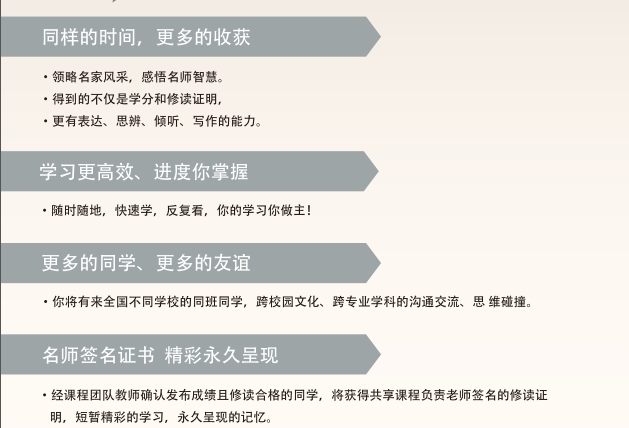 同样的时间，更多的收获
• 领略名家风采，感悟名师智慧。
• 得到的不仅是学分和修读证明，
• 更有表达、思辨、倾听、写作的能力。
学习更高效、进度你掌握
• 随时随地，快速学，反复看，你的学习你做主！
更多的同学、更多的友谊
• 你将有来全国不同学校的同班同学，跨校园文化、跨专业学科的沟通交流、思 维碰撞。
名师签名证书 精彩永久呈现
• 经课程团队教师确认发布成绩且修读合格的同学，将获得共享课程负责老师签名的修读证
明，短暂精彩的学习，永久呈现的记忆。